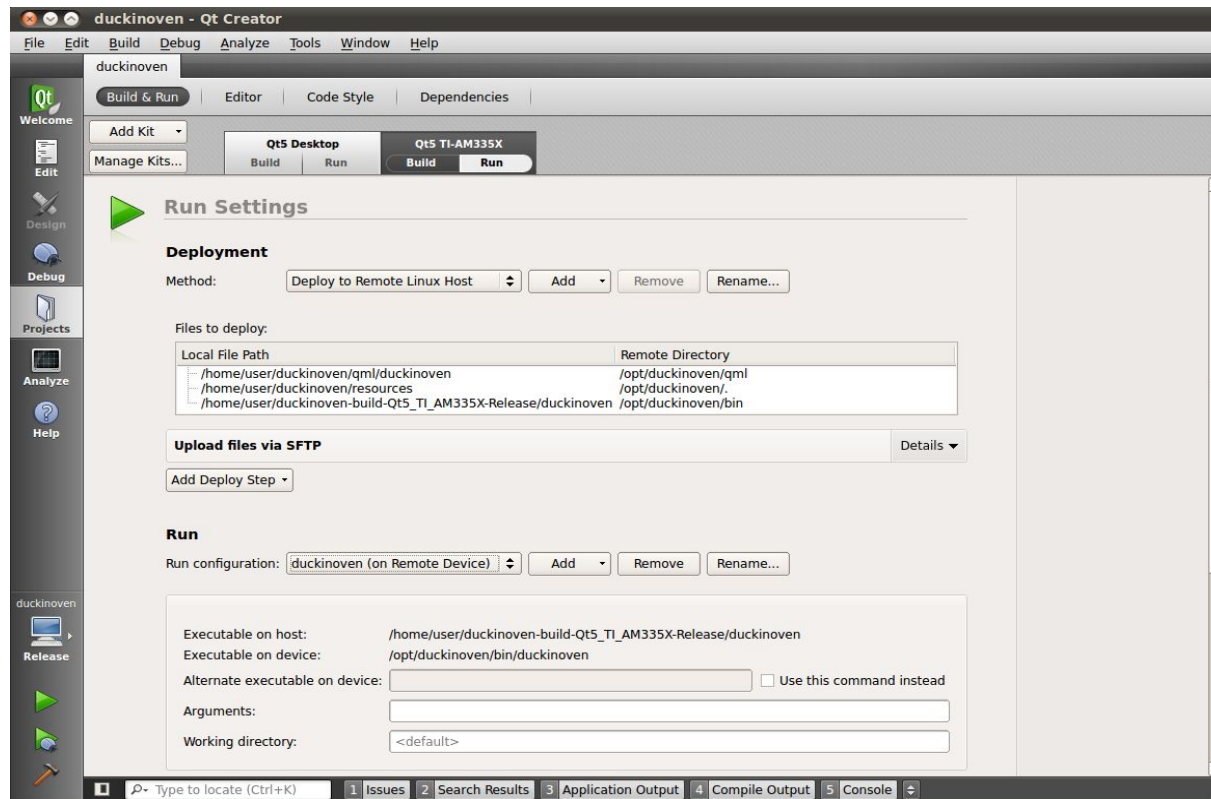 duckinoven - Qt Creator
File Edit Build Debug Analyze Tools Window Help
duckinoven
Qt
Welcome
Edit
Design
Debug
Projects
Analyze
Help
duckinoven
Release
Build & Run Editor Code Style Dependencies
Add Kit
Manage Kits...
Qt5 Desktop
Build Run
Qt5 TI-AM335X
Build Run
Run Settings
Deployment
Method: Deploy to Remote Linux Host Add Remove Rename...
Files to deploy:
Local File Path Remote Directory
/home/user/duckinoven/qml/duckinoven /opt/duckinoven/qml
/home/user/duckinoven/resources /opt/duckinoven/.
/home/user/duckinoven-build-Qt5_TI_AM335X-Release/duckinoven /opt/duckinoven/bin
Upload files via SFTP Details
Add Deploy Step
Run
Run configuration: duckinoven (on Remote Device) Add Remove Rename...
Executable on host: /home/user/duckinoven-build-Qt5_TI_AM335X-Release/duckinoven
Executable on device: /opt/duckinoven/bin/duckinoven
Alternate executable on device: Use this command instead
Arguments:
Working directory: <default>
Type to locate (Ctrl+K) 1 Issues 2 Search Results 3 Application Output 4 Compile Output 5 Console